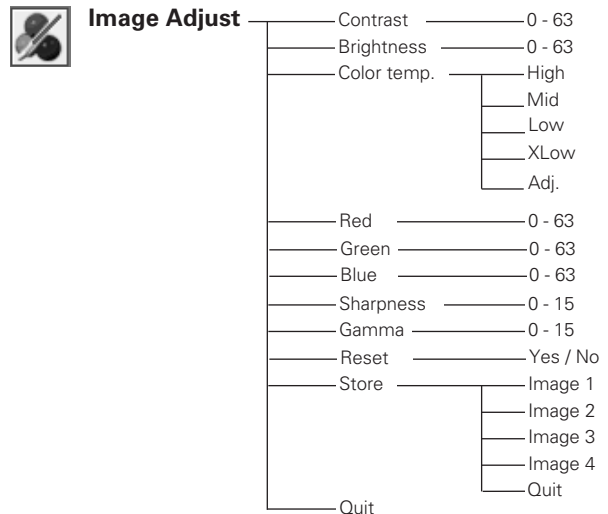 Image Adjust Contrast 0 - 63
Brightness 0 - 63
Color temp. High
Mid
Low
XLow
Adj.
Red 0 - 63
Green 0 - 63
Blue 0 - 63
Sharpness 0 - 15
Gamma 0 - 15
Reset Yes / No
Store Image 1
Image 2
Image 3
Image 4
Quit
Quit